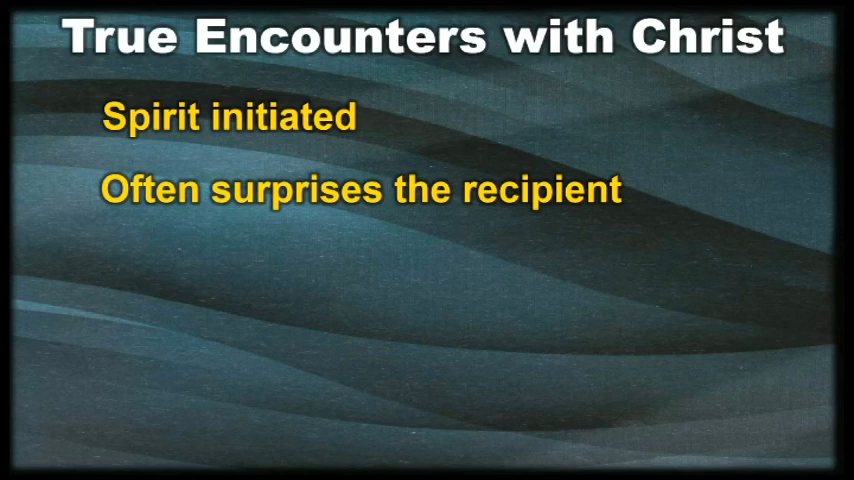 True Encounters with Christ
Spirit initiated
Often surprises the recipient